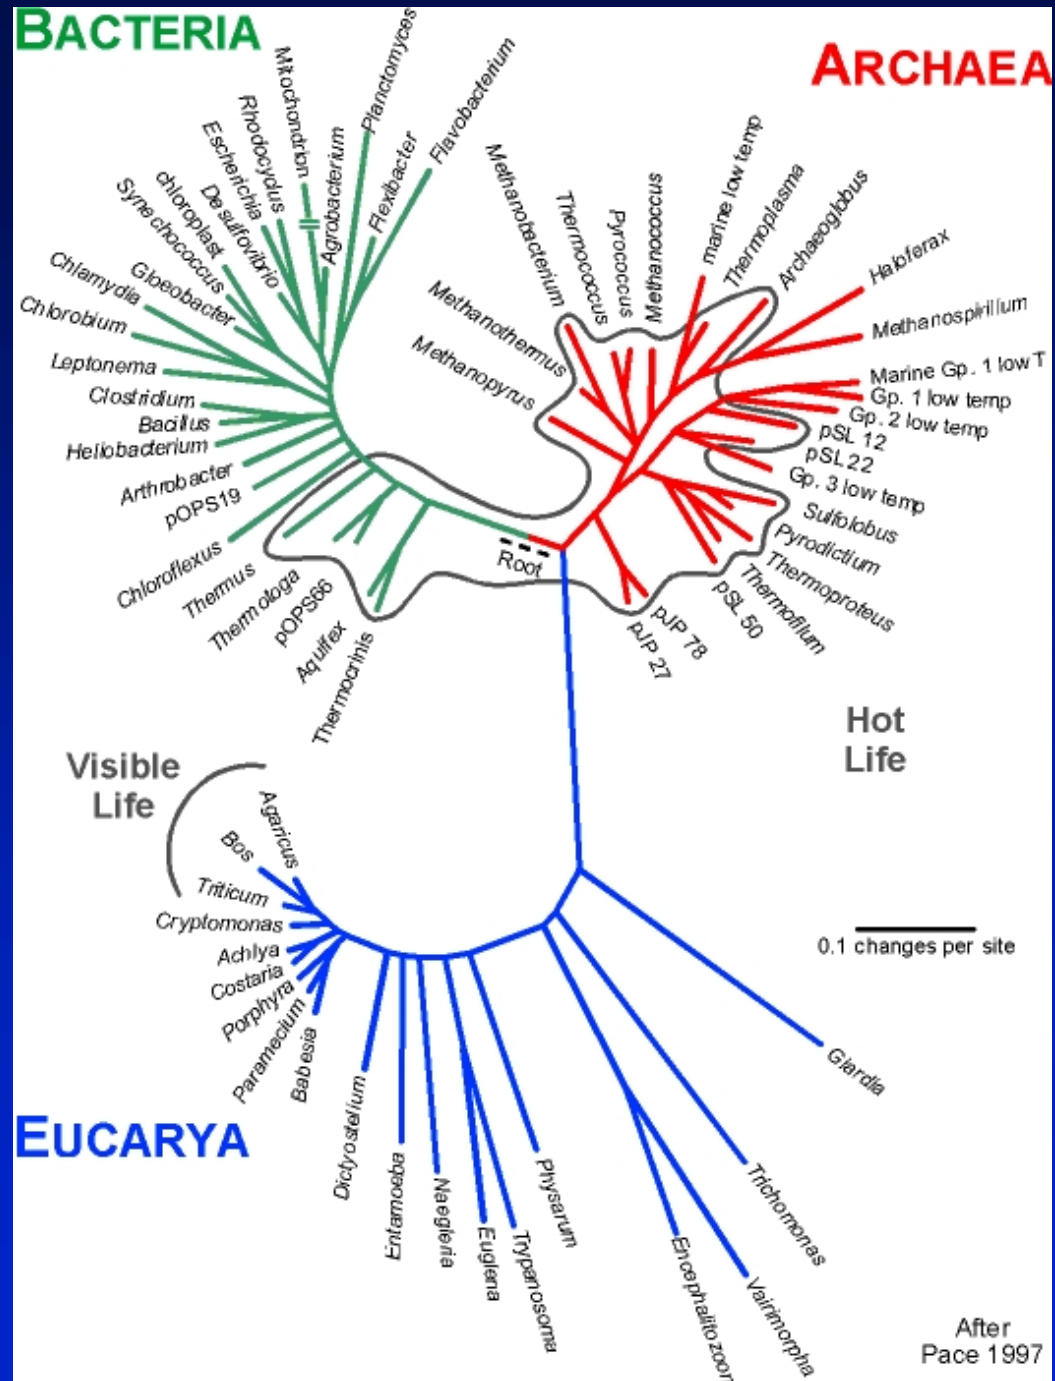 BACTERIA
ARCHAEA
Planctomyces
Mitochondrion
Flavobacterium
Rhodocyclus
Escherichia
Agrobacterium
Flexibacter
Desulfovibrio
chloroplast
Synechococcus
Gloeobacter
Chlamydia
Chlorobium
Leptonema
Clostridium
Bacillus
Heliobacterium
Arthrobacter
pOPS19
Chloroflexus
Thermus
Thermotoga
pOPS66
Aquifex
Thermocrinis
Root
Methanopyrus
Methanothermus
Methanobacterium
Thermococcus
Pyrococcus
Methanococcus
marine low temp
Thermoplasma
Archaeoglobus
Haloferax
Methanospirillum
Marine Gp. 1 low T
Gp. 1 low temp
Gp. 2 low temp
pSL 12
pSL 22
Gp. 3 low temp
Sulfolobus
Pyrodictium
Thermoproteus
Thermofilum
pSL 50
pJP 78
pJP 27
Hot
Life
Visible
Life
Agaricus
Bos
Triticum
Cryptomonas
Achlya
Costaria
Porphyra
Paramecium
Babesia
0.1 changes per site
EUCARYA
Dictyostelium
Entamoeba
Naegleria
Euglena
Trypanosoma
Physarum
Encephalitozoon
Vairimorpha
Trichomonas
Giardia
After
Pace 1997